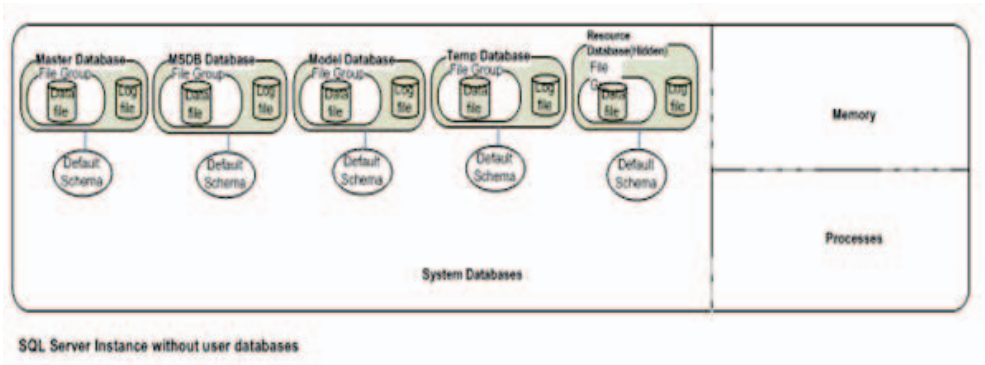 Master Database
File Group
Data file
Log file
Default Schema
MSDB Database
File Group
Data file
Log file
Default Schema
Model Database
File Group
Data file
Log file
Default Schema
Temp Database
File Group
Data file
Log file
Default Schema
Resource
Database(Hidden)
File
G
Data file
Log file
Default Schema
Memory
Processes
System Databases
SQL Server Instance without user databases